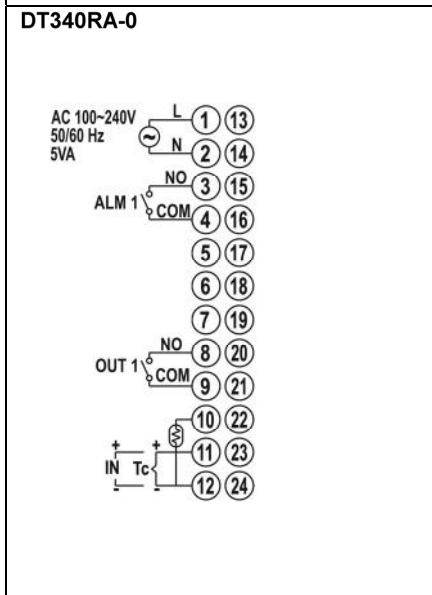 DT340RA-0
AC 100~240V L 1 13
50/60 Hz
5VA N 2 14
NO 3 15
ALM 1 COM 4 16
5 17
6 18
7 19
NO 8 20
OUT 1 COM 9 21
10 22
+ + 11 23
IN Tc
- - 12 24